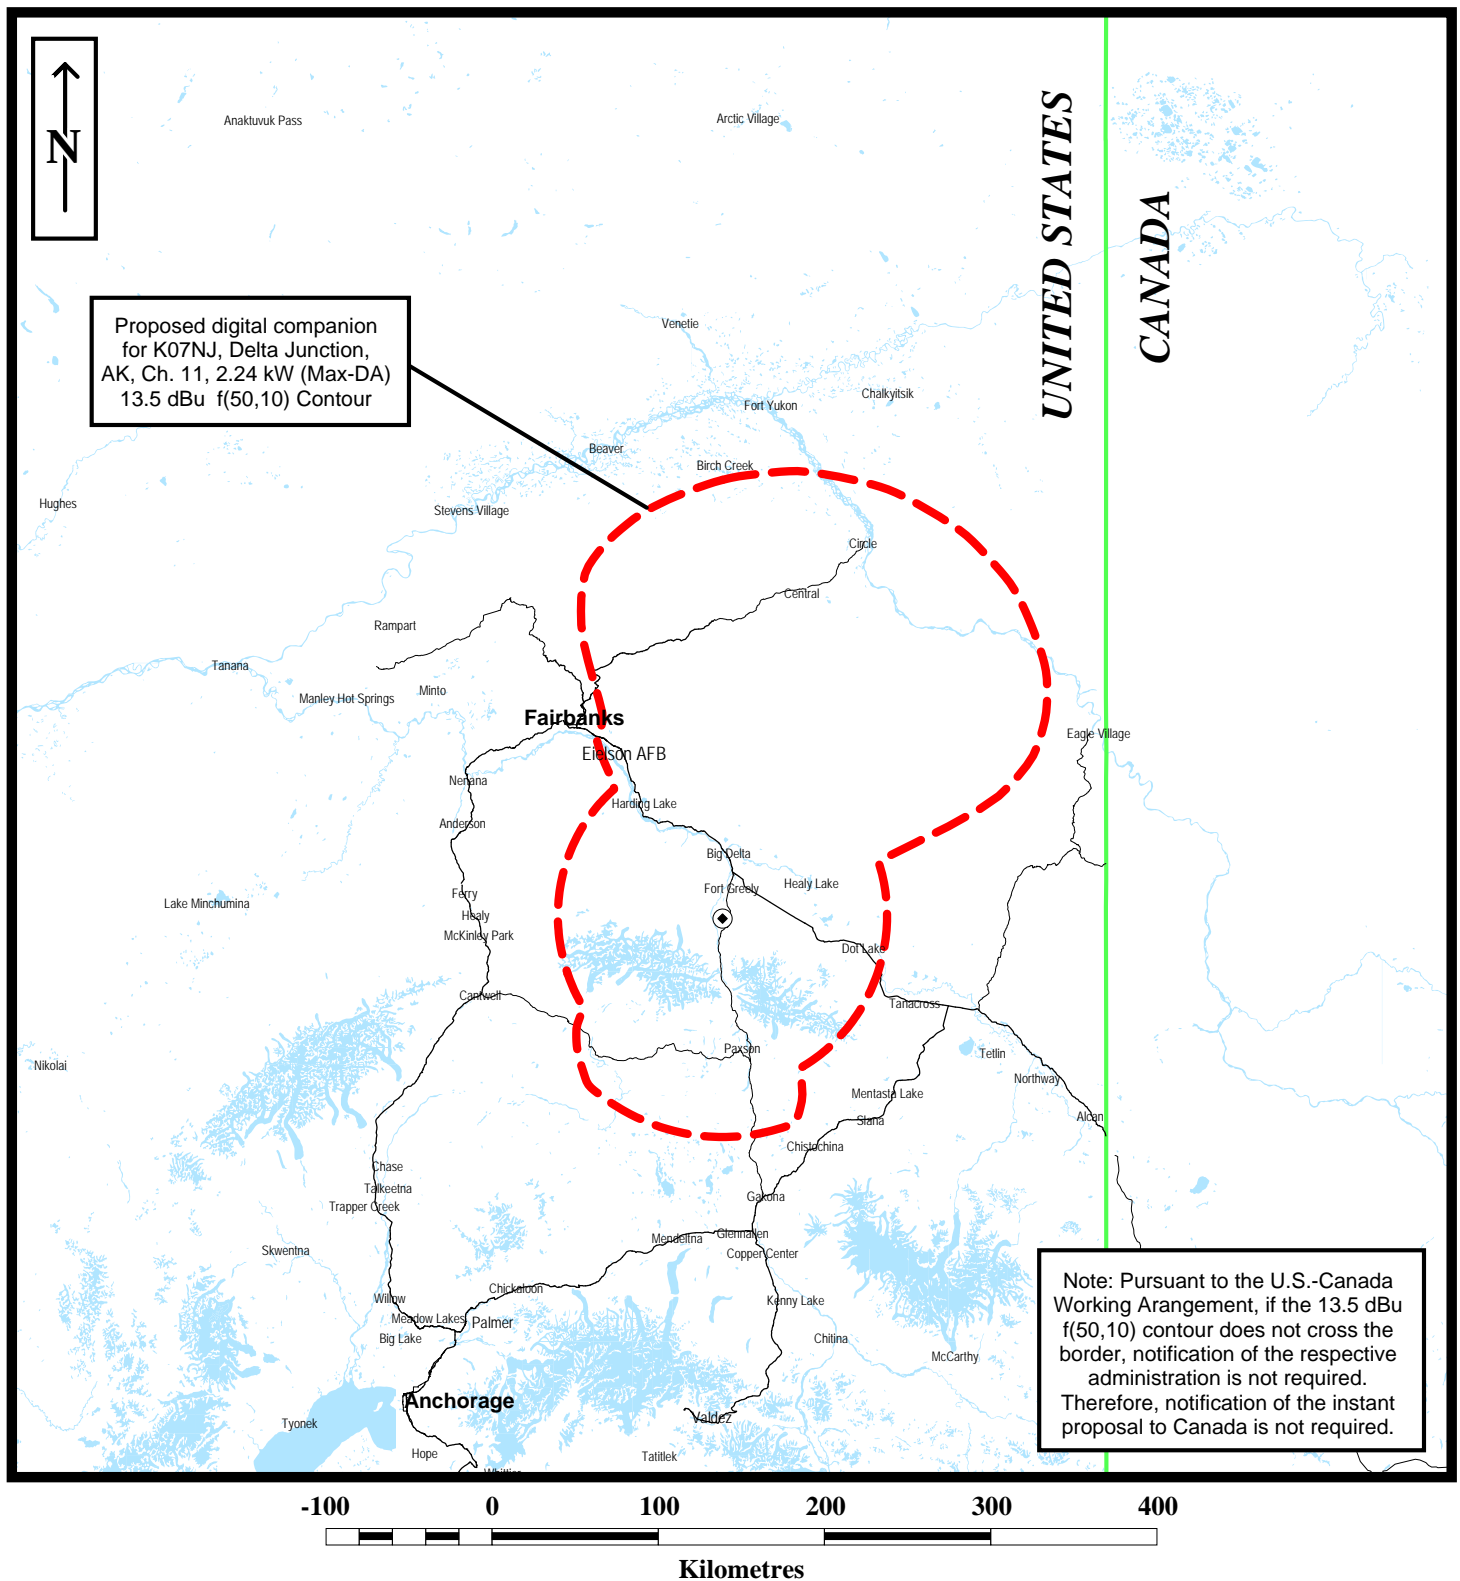 N
Anaktuvuk Pass
Arctic Village
UNITED STATES
CANADA
Proposed digital companion
for K07NJ, Delta Junction,
AK, Ch. 11, 2.24 kW (Max-DA)
13.5 dBu f(50,10) Contour
Venetie
Chalkyitsik
Fort Yukon
Beaver
Birch Creek
Hughes
Stevens Village
Circle
Central
Rampart
Tanana
Minto
Manley Hot Springs
Fairbanks
Eagle Village
Eielson AFB
Nenana
Harding Lake
Anderson
Big Delta
Healy Lake
Fort Greely
Ferry
Lake Minchumina
Healy
McKinley Park
Dot Lake
Cantwell
Tanacross
Paxson
Tetlin
Nikolai
Northway
Mentasta Lake
Alcan
Slana
Chistochina
Chase
Talkeetna
Gakona
Trapper Creek
Glennallen
Mendeltna
Skwentna
Copper Center
Chickaloon
Willow
Kenny Lake
Meadow Lakes
Palmer
Big Lake
Chitina
McCarthy
Anchorage
Valdez
Tyonek
Hope
Tatitlek
Whittier
Note: Pursuant to the U.S.-Canada
Working Arangement, if the 13.5 dBu
f(50,10) contour does not cross the
border, notification of the respective
administration is not required.
Therefore, notification of the instant
proposal to Canada is not required.
-100 0 100 200 300 400
Kilometres